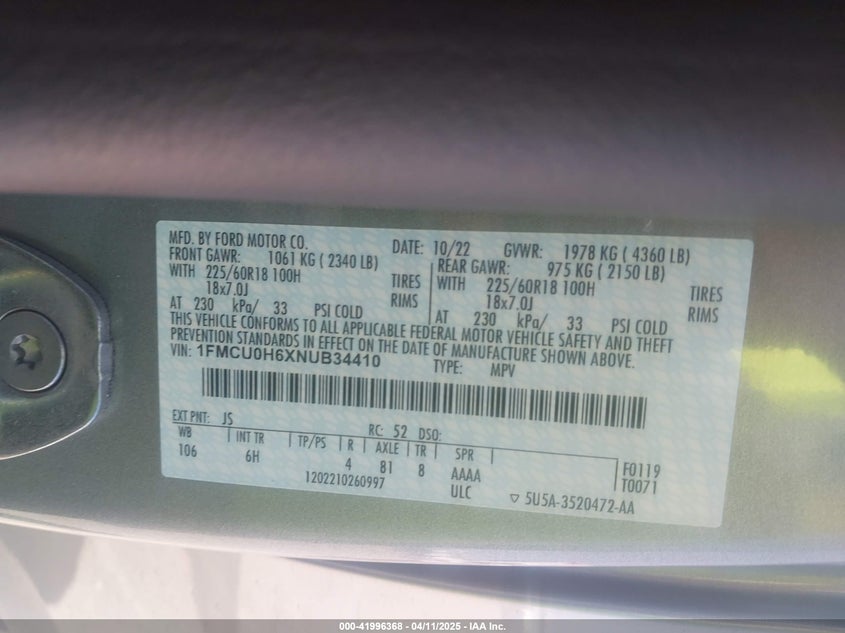 MFD. BY FORD MOTOR CO. DATE: 10/22 GVWR: 1978 KG ( 4360 LB)
FRONT GAWR: 1061 KG ( 2340 LB) REAR GAWR: 975 KG ( 2150 LB)
WITH 225/60R18 100H TIRES WITH 225/60R18 100H TIRES
18x7.0J RIMS 18x7.0J RIMS
AT 230 kPa/ 33 PSI COLD AT 230 kPa/ 33 PSI COLD
THIS VEHICLE CONFORMS TO ALL APPLICABLE FEDERAL MOTOR VEHICLE SAFETY AND THEFT
PREVENTION STANDARDS IN EFFECT ON THE DATE OF MANUFACTURE SHOWN ABOVE.
VIN: 1FMCU0H6XNUB34410 TYPE: MPV
EXT PNT: JS RC: 52 DSO:
WB INT TR TP/PS R AXLE TR SPR
106 6H 4 81 8 AAAA F0119
1202210260997 ULC T0071
▽ 5U5A-3520472-AA
000-41996368 - 04/11/2025 - IAA Inc.